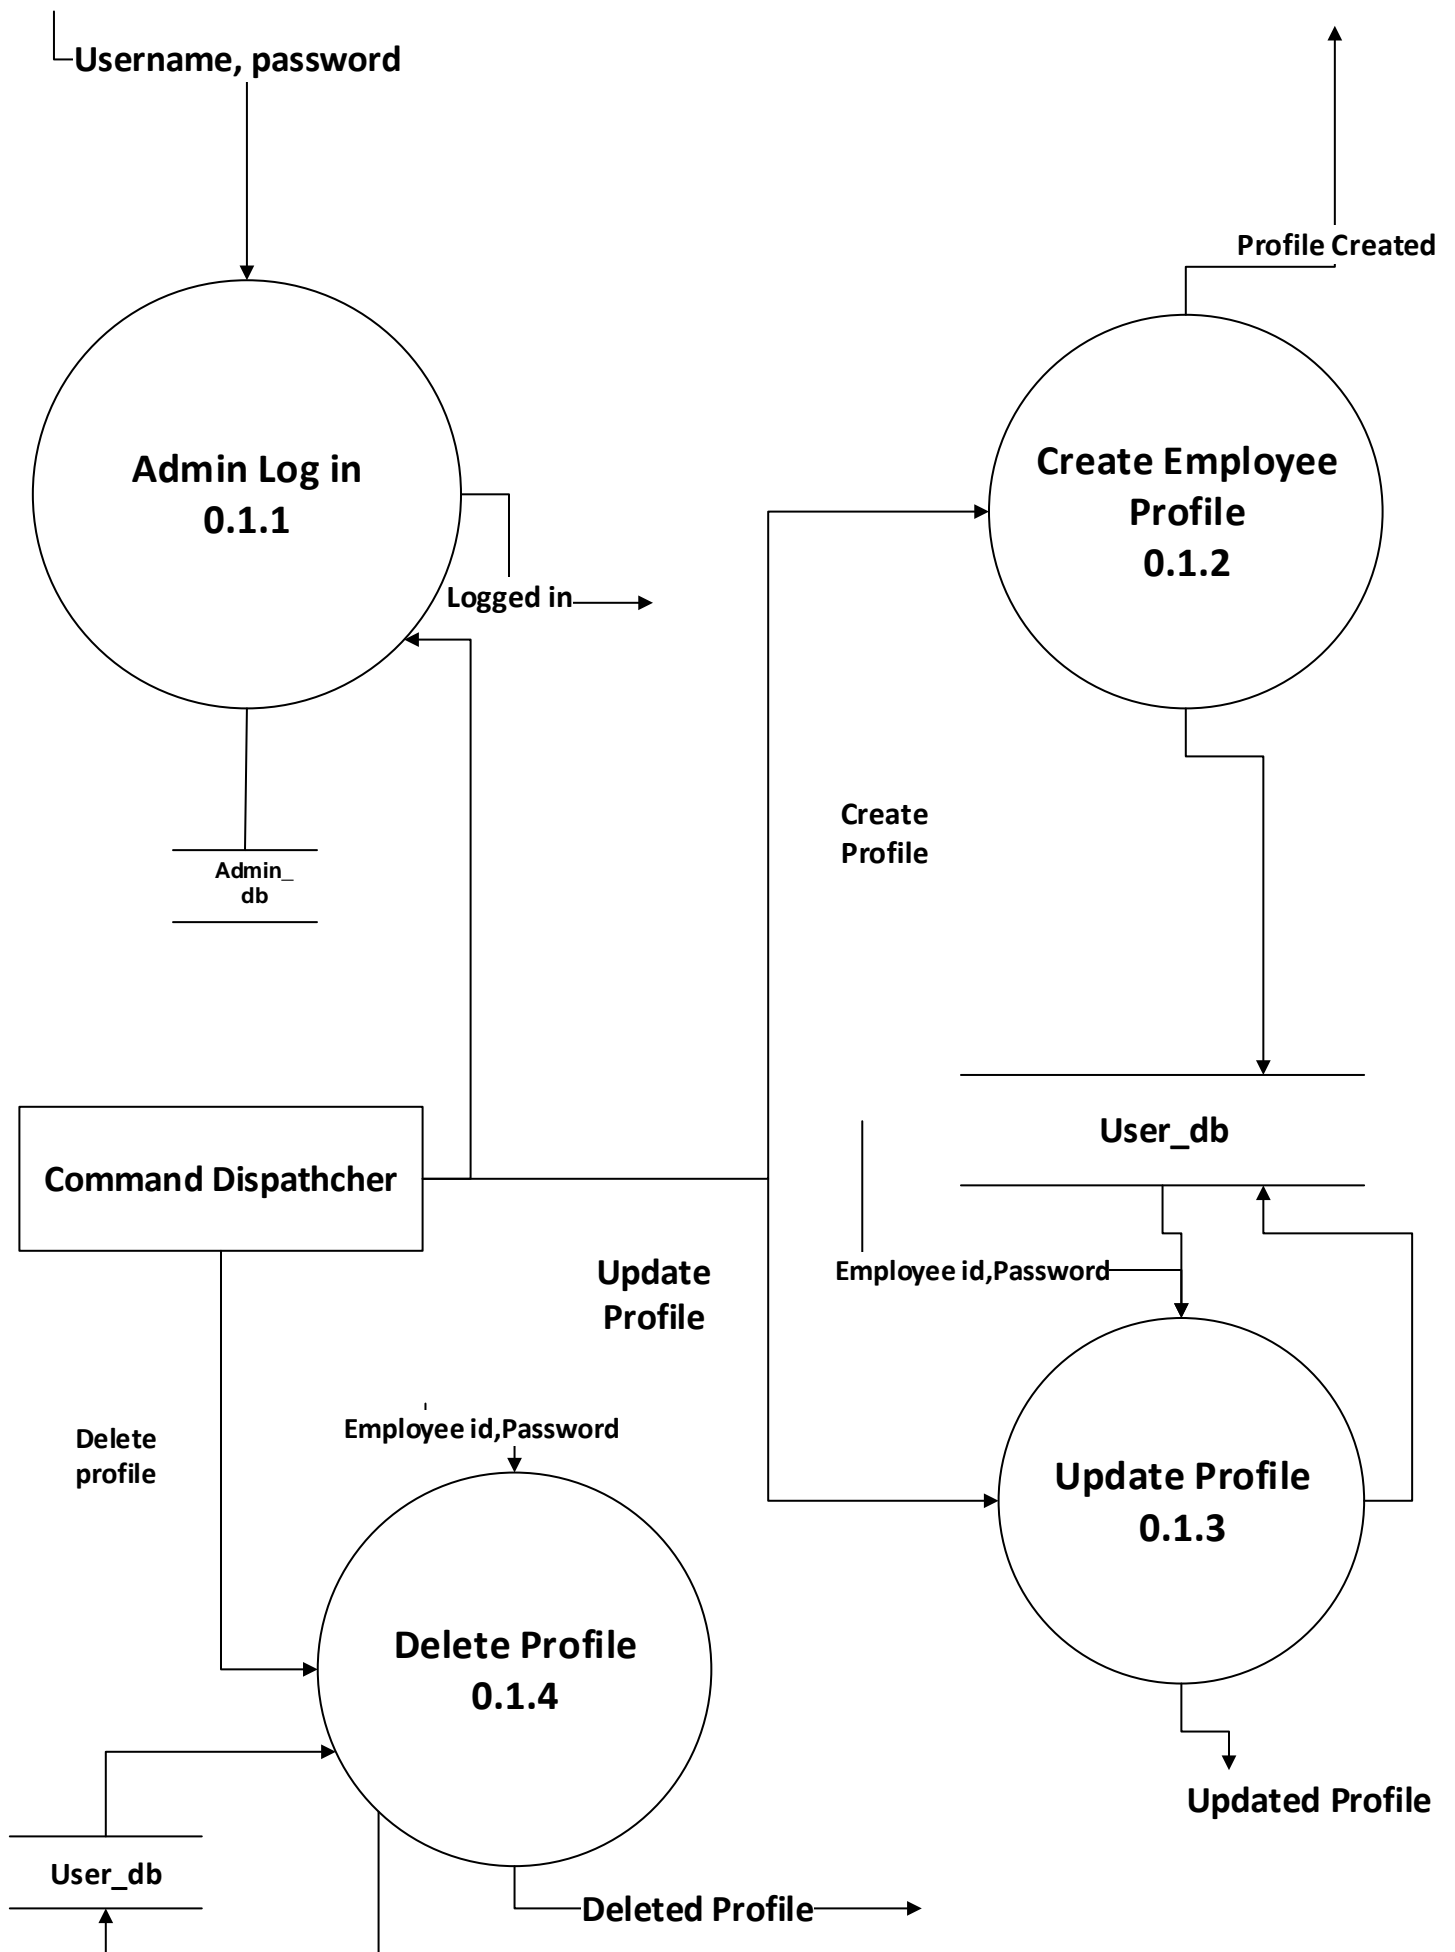 Username, password
Profile Created
Admin Log in
0.1.1
Create Employee
Profile
0.1.2
Logged in
Create
Profile
Admin_
db
User_db
Command Dispathcher
Employee id,Password
Update
Profile
Employee id,Password
Delete
profile
Update Profile
0.1.3
Delete Profile
0.1.4
Updated Profile
User_db
Deleted Profile